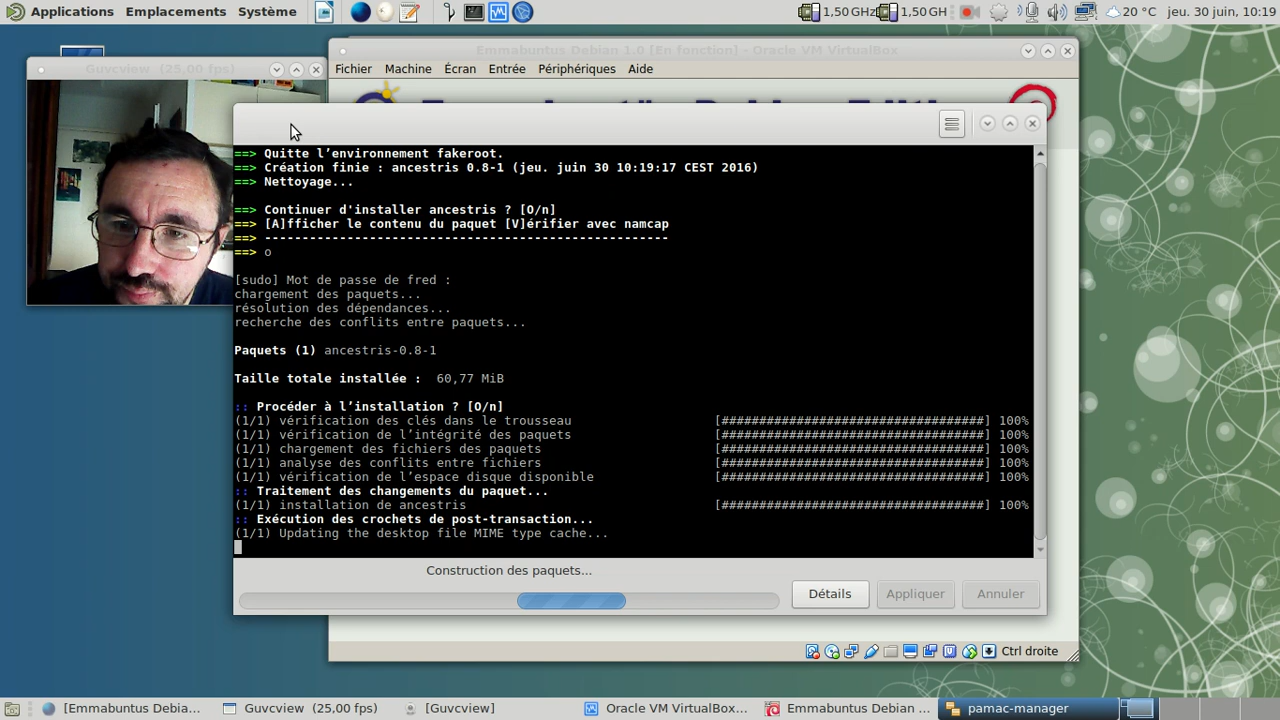 Applications Emplacements Système
1,50 GHz 1,50 GH 20 °C jeu. 30 juin, 10:19
Guvcview (25,00 fps)
Emmabuntus Debian 1.0 [En fonction] - Oracle VM VirtualBox
Fichier Machine Écran Entrée Périphériques Aide
==> Quitte l’environnement fakeroot.
==> Création finie : ancestris 0.8-1 (jeu. juin 30 10:19:17 CEST 2016)
==> Nettoyage...
==> Continuer d'installer ancestris ? [O/n]
==> [A]fficher le contenu du paquet [V]érifier avec namcap
==> ------------------------------------------------------
==> o
[sudo] Mot de passe de fred :
chargement des paquets...
résolution des dépendances...
recherche des conflits entre paquets...
Paquets (1) ancestris-0.8-1
Taille totale installée : 60,77 MiB
:: Procéder à l’installation ? [O/n]
(1/1) vérification des clés dans le trousseau [###################################] 100%
(1/1) vérification de l’intégrité des paquets [###################################] 100%
(1/1) chargement des fichiers des paquets [###################################] 100%
(1/1) analyse des conflits entre fichiers [###################################] 100%
(1/1) vérification de l’espace disque disponible [###################################] 100%
:: Traitement des changements du paquet...
(1/1) installation de ancestris [###################################] 100%
:: Exécution des crochets de post-transaction...
(1/1) Updating the desktop file MIME type cache...
Construction des paquets...
Détails Appliquer Annuler
Ctrl droite
[Emmabuntus Debia... Guvcview (25,00 fps) [Guvcview] Oracle VM VirtualBox... Emmabuntus Debian ... pamac-manager